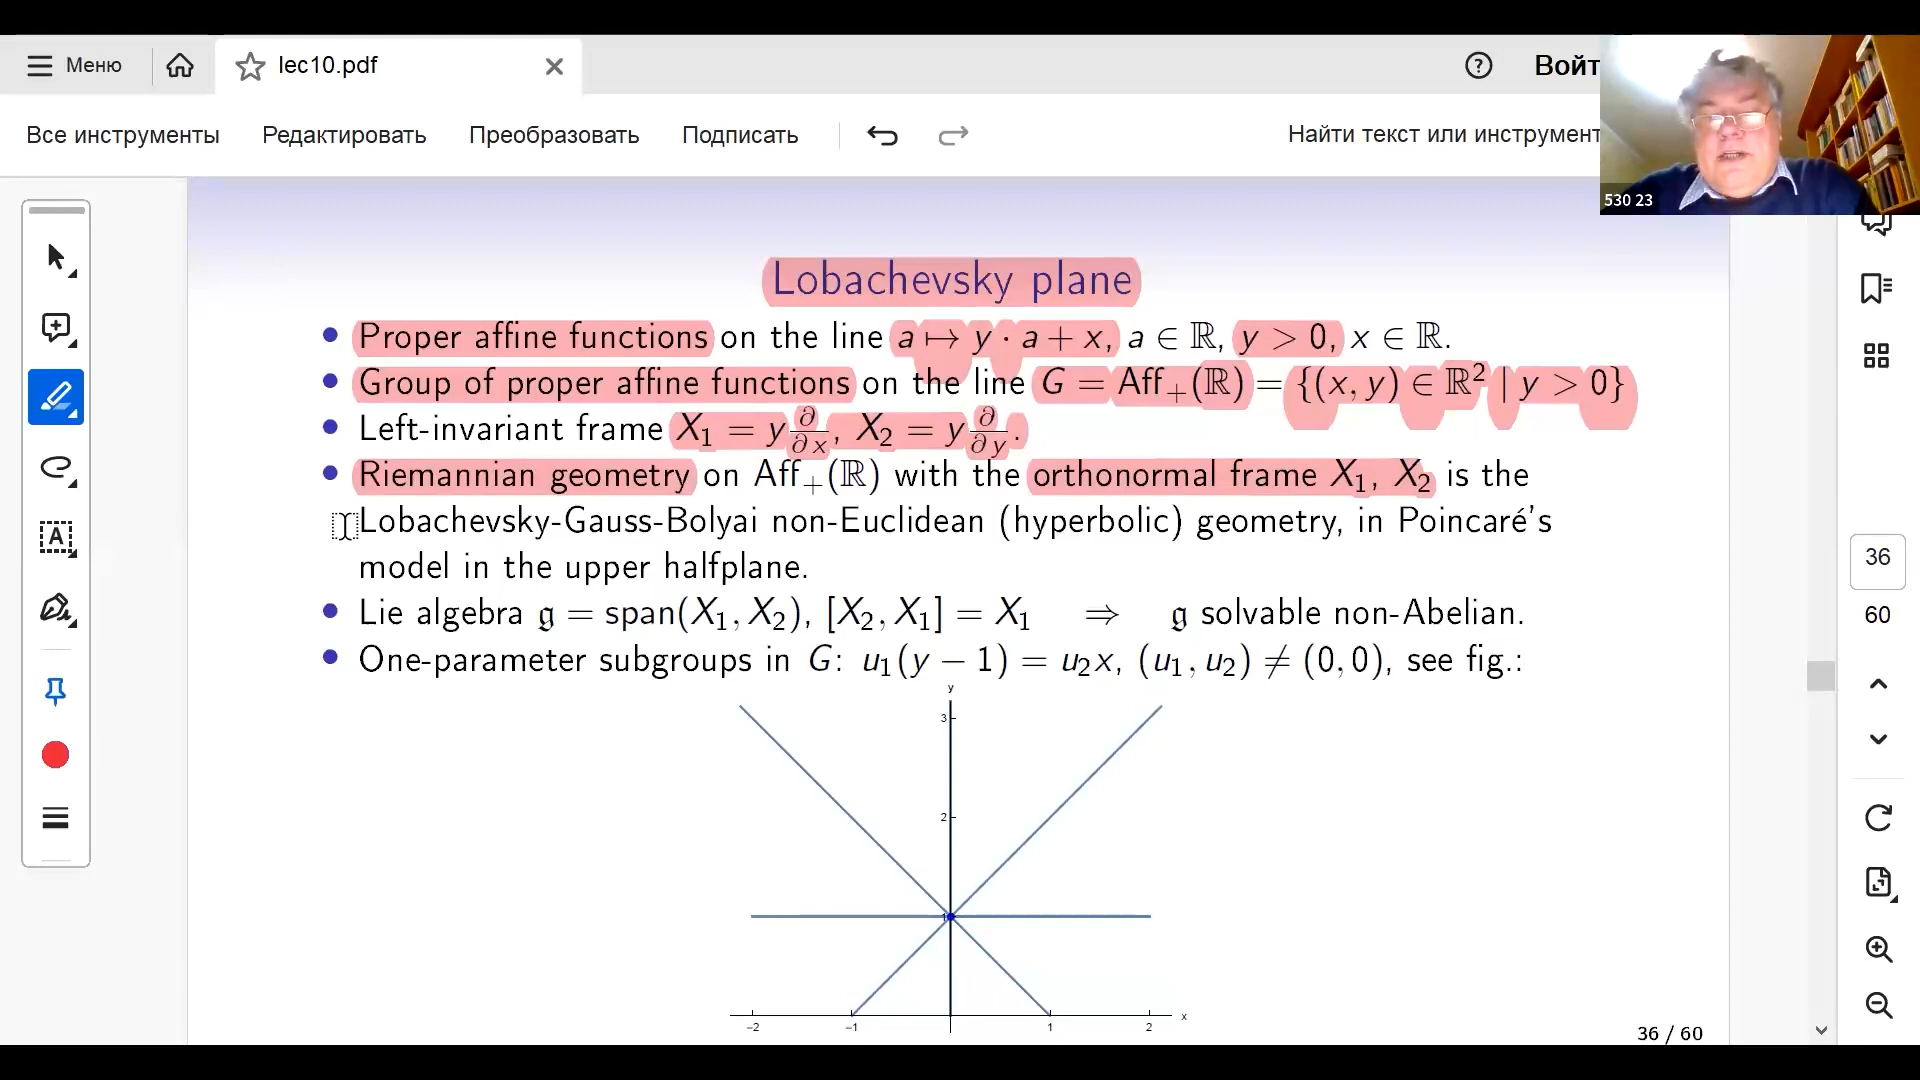 Меню
lec10.pdf
Войт
Все инструменты Редактировать Преобразовать Подписать
Найти текст или инструмент
530 23
Lobachevsky plane
• Proper affine functions on the line a ↦ y · a + x, a ∈ ℝ, y > 0, x ∈ ℝ.
• Group of proper affine functions on the line G = Aff₊(ℝ) = {(x, y) ∈ ℝ² | y > 0}
• Left-invariant frame X₁ = y ∂/∂x, X₂ = y ∂/∂y.
• Riemannian geometry on Aff₊(ℝ) with the orthonormal frame X₁, X₂ is the
Lobachevsky-Gauss-Bolyai non-Euclidean (hyperbolic) geometry, in Poincaré's
model in the upper halfplane.
• Lie algebra 𝔤 = span(X₁, X₂), [X₂, X₁] = X₁ ⇒ 𝔤 solvable non-Abelian.
• One-parameter subgroups in G: u₁(y − 1) = u₂x, (u₁, u₂) ≠ (0, 0), see fig.:
y
3
2
1
−2 −1 1 2 x
36 / 60
A
36
60